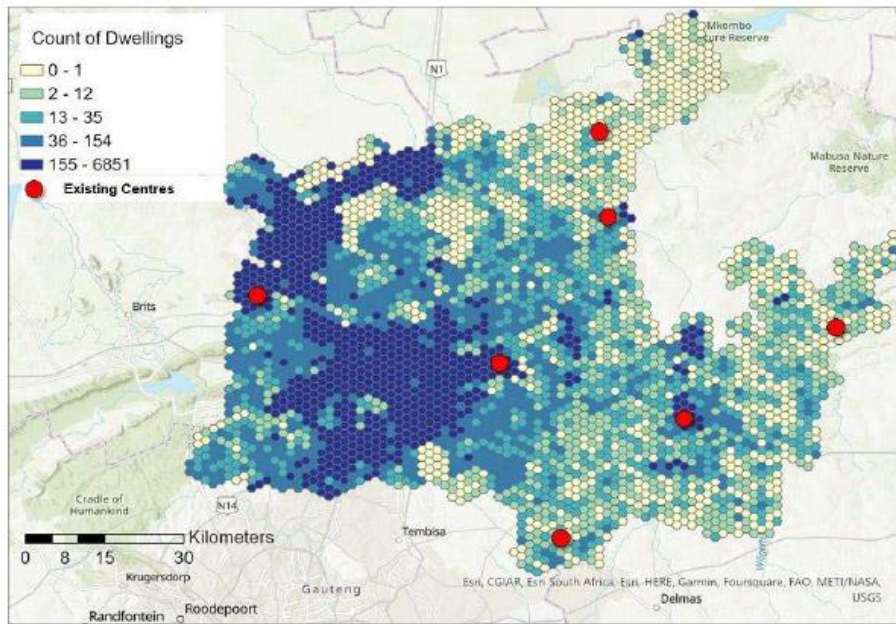 Count of Dwellings
0 - 1
2 - 12
13 - 35
36 - 154
155 - 6851
Existing Centres
N1
Mkombo
ture Reserve
Mabusa Nature
Reserve
Brits
Cradle of
Humankind
N14
Tembisa
Kilometers
0 8 15 30
Krugersdorp
Gauteng
Esri, CGIAR, Esri South Africa, Esri, HERE, Garmin, Foursquare, FAO, METI/NASA,
USGS
Delmas
Randfontein
Roodepoort